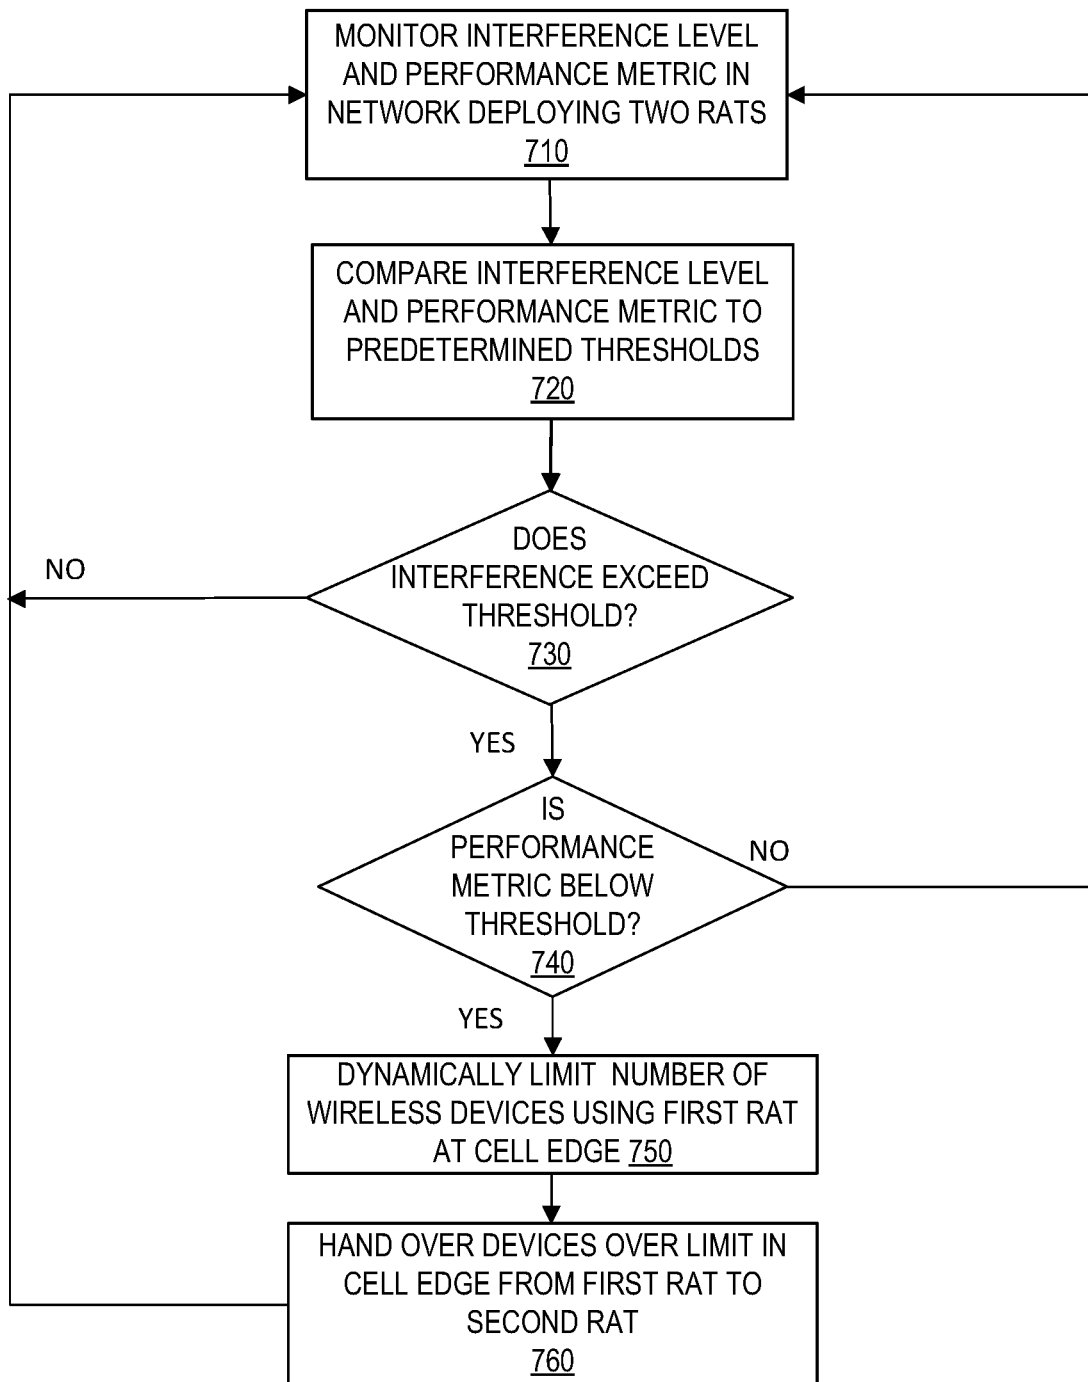 MONITOR INTERFERENCE LEVEL
AND PERFORMANCE METRIC IN
NETWORK DEPLOYING TWO RATS
710
COMPARE INTERFERENCE LEVEL
AND PERFORMANCE METRIC TO
PREDETERMINED THRESHOLDS
720
DOES
INTERFERENCE EXCEED
THRESHOLD?
730
NO
YES
IS
PERFORMANCE
METRIC BELOW
THRESHOLD?
740
NO
YES
DYNAMICALLY LIMIT NUMBER OF
WIRELESS DEVICES USING FIRST RAT
AT CELL EDGE 750
HAND OVER DEVICES OVER LIMIT IN
CELL EDGE FROM FIRST RAT TO
SECOND RAT
760